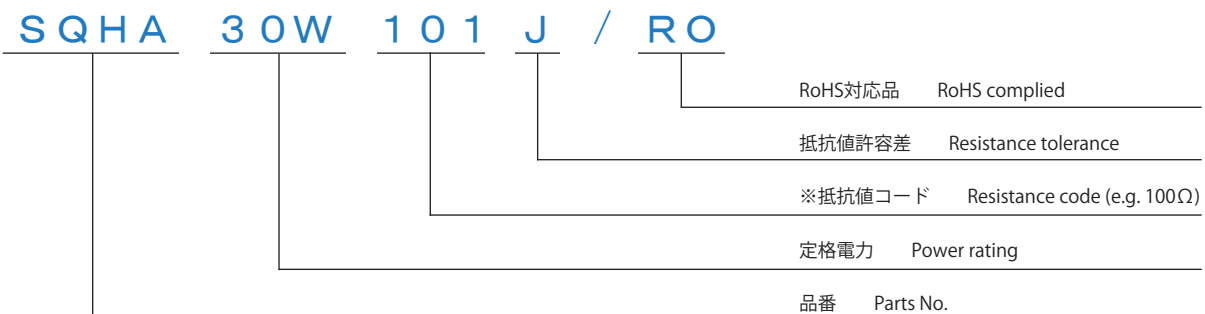 SQHA 30W 101 J / RO
RoHS対応品 RoHS complied
抵抗値許容差 Resistance tolerance
※抵抗値コード Resistance code (e.g. 100Ω)
定格電力 Power rating
品番 Parts No.